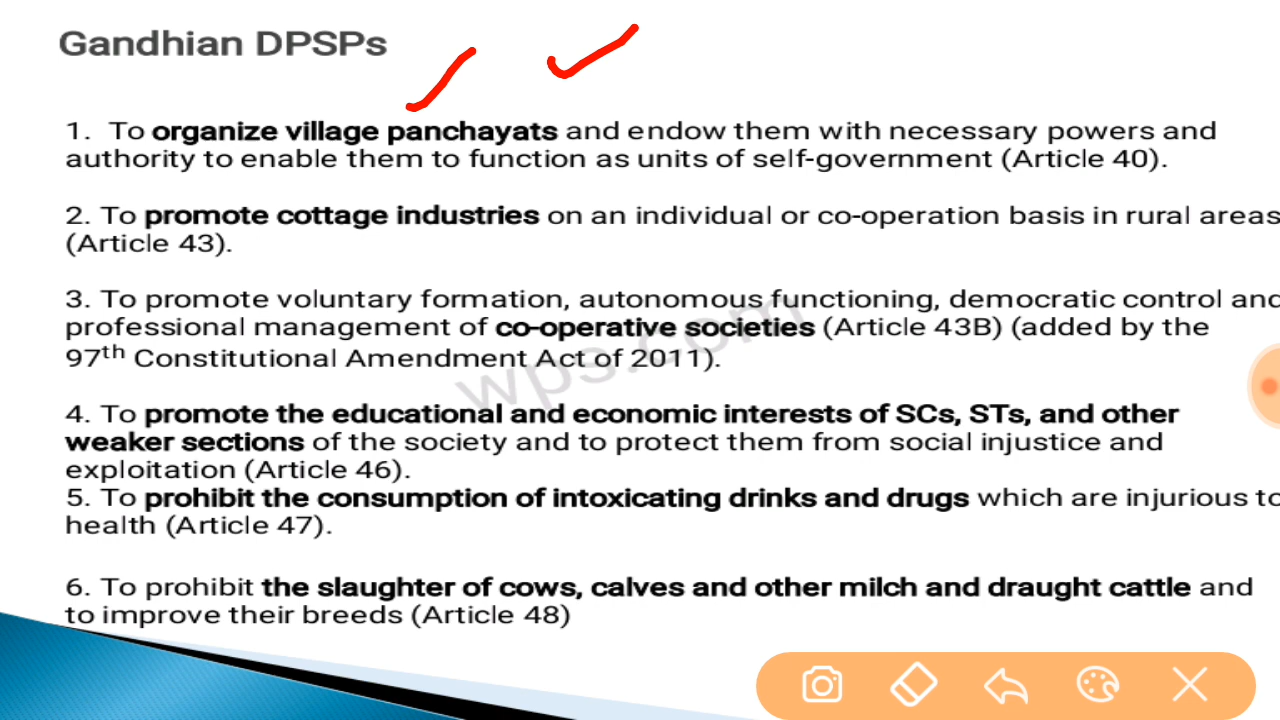 Gandhian DPSPs
1. To organize village panchayats and endow them with necessary powers and
authority to enable them to function as units of self-government (Article 40).
2. To promote cottage industries on an individual or co-operation basis in rural areas
(Article 43).
3. To promote voluntary formation, autonomous functioning, democratic control and
professional management of co-operative societies (Article 43B) (added by the
97th Constitutional Amendment Act of 2011).
4. To promote the educational and economic interests of SCs, STs, and other
weaker sections of the society and to protect them from social injustice and
exploitation (Article 46).
5. To prohibit the consumption of intoxicating drinks and drugs which are injurious to
health (Article 47).
6. To prohibit the slaughter of cows, calves and other milch and draught cattle and
to improve their breeds (Article 48)
wps.com